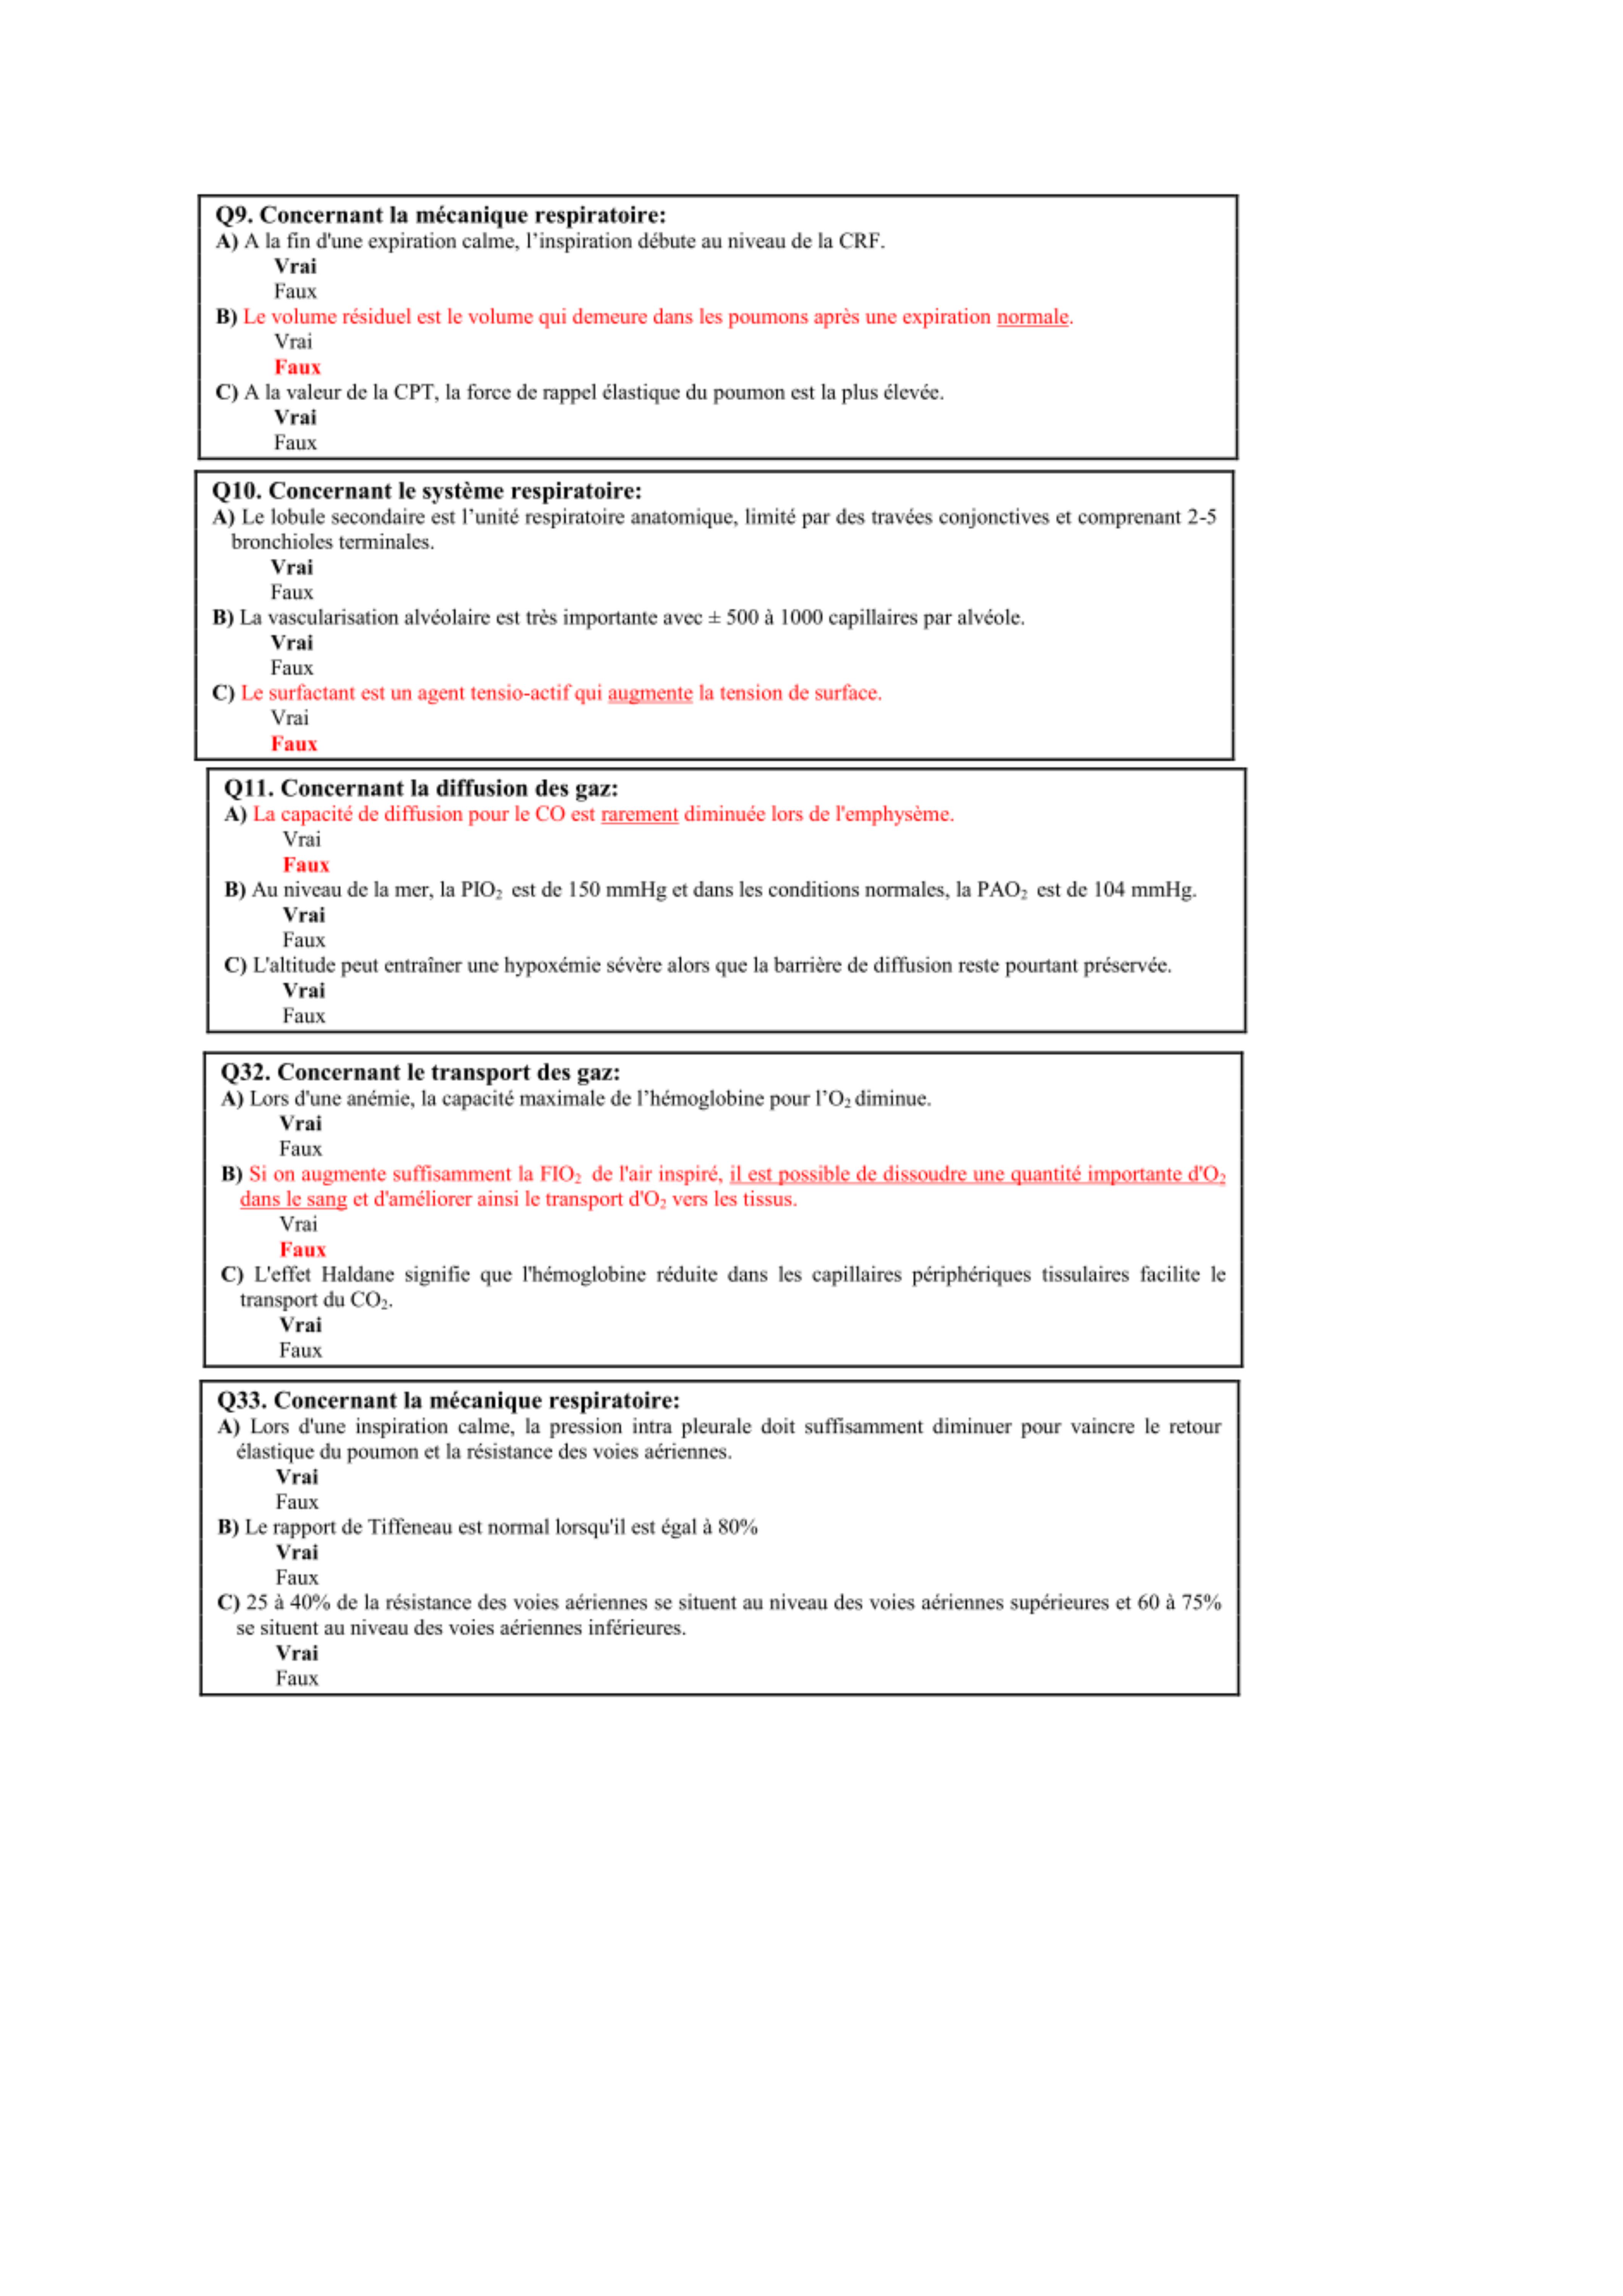 Q9. Concernant la mécanique respiratoire:
A) A la fin d'une expiration calme, l’inspiration débute au niveau de la CRF.
Vrai
Faux
B) Le volume résiduel est le volume qui demeure dans les poumons après une expiration normale.
Vrai
Faux
C) A la valeur de la CPT, la force de rappel élastique du poumon est la plus élevée.
Vrai
Faux
Q10. Concernant le système respiratoire:
A) Le lobule secondaire est l’unité respiratoire anatomique, limité par des travées conjonctives et comprenant 2-5
bronchioles terminales.
Vrai
Faux
B) La vascularisation alvéolaire est très importante avec ± 500 à 1000 capillaires par alvéole.
Vrai
Faux
C) Le surfactant est un agent tensio-actif qui augmente la tension de surface.
Vrai
Faux
Q11. Concernant la diffusion des gaz:
A) La capacité de diffusion pour le CO est rarement diminuée lors de l'emphysème.
Vrai
Faux
B) Au niveau de la mer, la PIO₂ est de 150 mmHg et dans les conditions normales, la PAO₂ est de 104 mmHg.
Vrai
Faux
C) L'altitude peut entraîner une hypoxémie sévère alors que la barrière de diffusion reste pourtant préservée.
Vrai
Faux
Q32. Concernant le transport des gaz:
A) Lors d'une anémie, la capacité maximale de l’hémoglobine pour l’O₂ diminue.
Vrai
Faux
B) Si on augmente suffisamment la FIO₂ de l'air inspiré, il est possible de dissoudre une quantité importante d'O₂
dans le sang et d'améliorer ainsi le transport d'O₂ vers les tissus.
Vrai
Faux
C) L'effet Haldane signifie que l'hémoglobine réduite dans les capillaires périphériques tissulaires facilite le
transport du CO₂.
Vrai
Faux
Q33. Concernant la mécanique respiratoire:
A) Lors d'une inspiration calme, la pression intra pleurale doit suffisamment diminuer pour vaincre le retour
élastique du poumon et la résistance des voies aériennes.
Vrai
Faux
B) Le rapport de Tiffeneau est normal lorsqu'il est égal à 80%
Vrai
Faux
C) 25 à 40% de la résistance des voies aériennes se situent au niveau des voies aériennes supérieures et 60 à 75%
se situent au niveau des voies aériennes inférieures.
Vrai
Faux